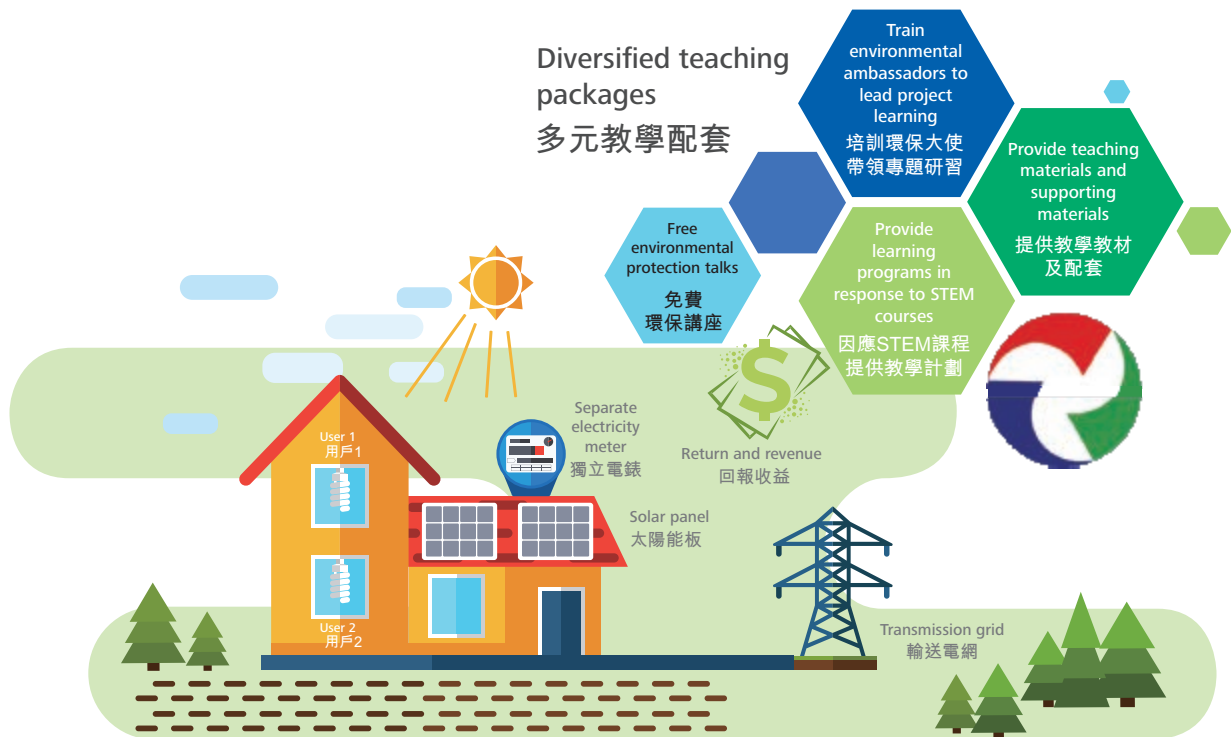 Diversified teaching
packages
多元教學配套
Train
environmental
ambassadors to
lead project
learning
培訓環保大使
帶領專題研習
Provide teaching
materials and
supporting
materials
提供教學教材
及配套
Free
environmental
protection talks
免費
環保講座
Provide
learning
programs in
response to STEM
courses
因應STEM課程
提供教學計劃
Separate
electricity
meter
獨立電錶
Return and revenue
回報收益
User 1
用戶1
Solar panel
太陽能板
User 2
用戶2
Transmission grid
輸送電網